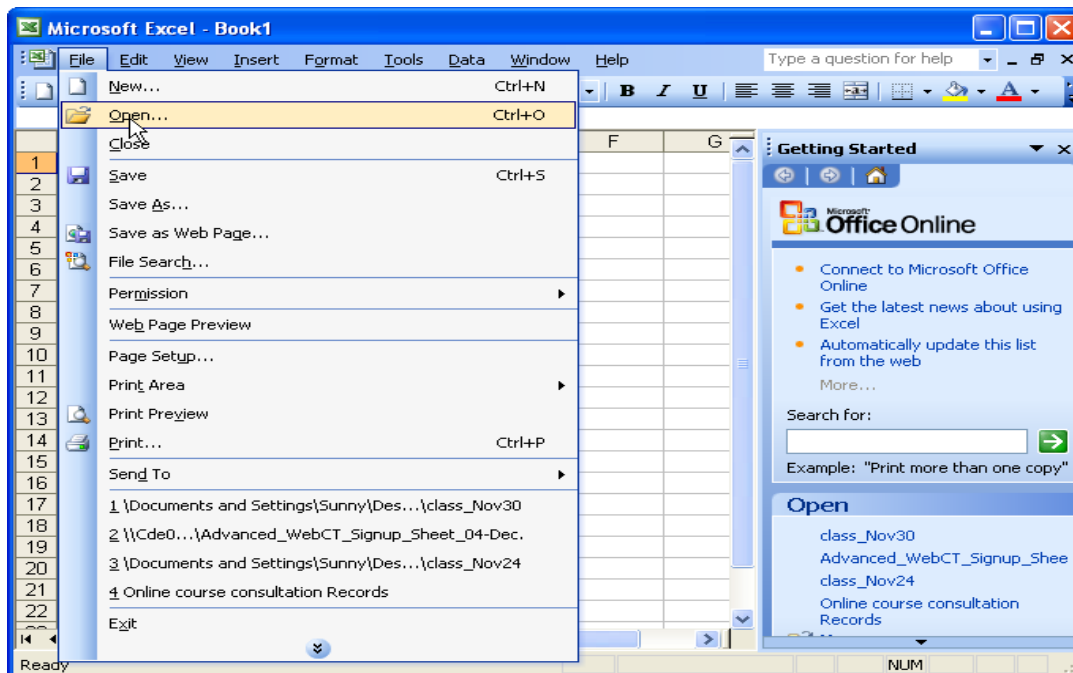 Microsoft Excel - Book1
File Edit View Insert Format Tools Data Window Help Type a question for help
B I U A
New... Ctrl+N
Open... Ctrl+O
Close
Save Ctrl+S
Save As...
Save as Web Page...
File Search...
Permission
Web Page Preview
Page Setup...
Print Area
Print Preview
Print... Ctrl+P
Send To
1 \Documents and Settings\Sunny\Des...\class_Nov30
2 \\Cde0...\Advanced_WebCT_Signup_Sheet_04-Dec.
3 \Documents and Settings\Sunny\Des...\class_Nov24
4 Online course consultation Records
Exit
F G
1
2
3
4
5
6
7
8
9
10
11
12
13
14
15
16
17
18
19
20
21
22
Getting Started
Microsoft
Office Online
Connect to Microsoft Office
Online
Get the latest news about using
Excel
Automatically update this list
from the web
More...
Search for:
Example: "Print more than one copy"
Open
class_Nov30
Advanced_WebCT_Signup_Shee
class_Nov24
Online course consultation
Records
Ready NUM